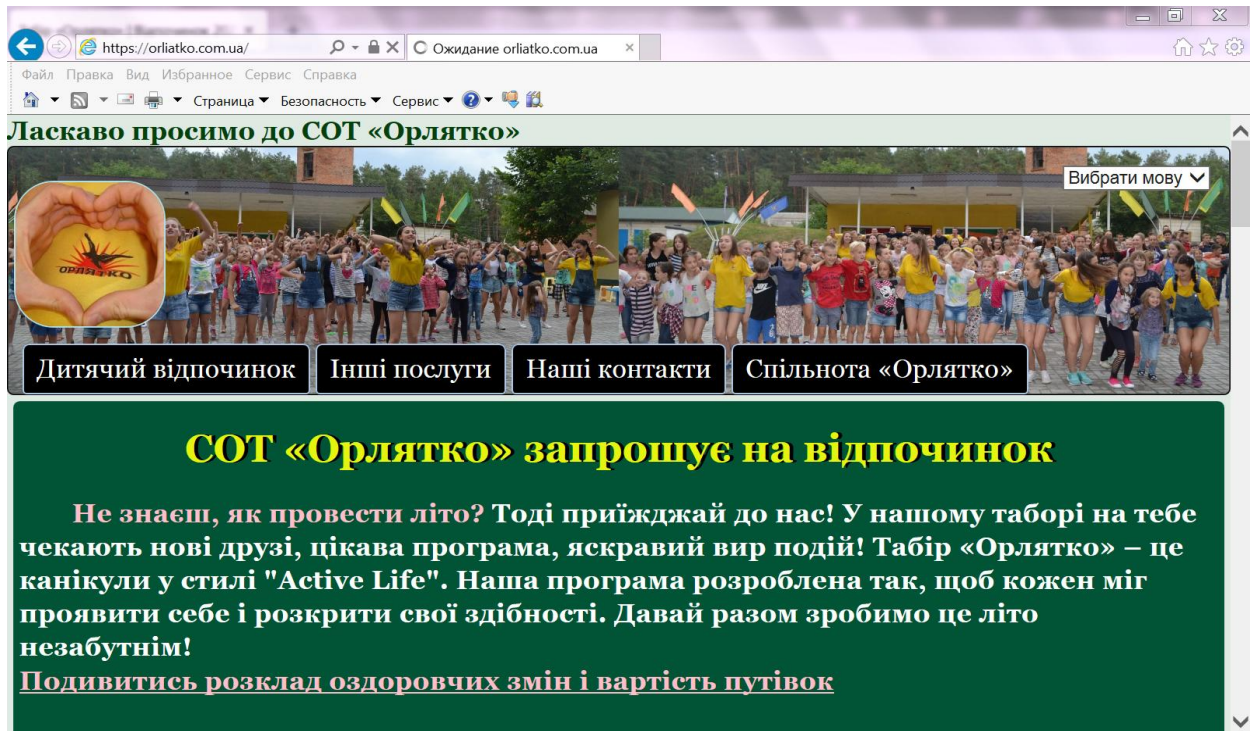 https://orliatko.com.ua/
Ожидание orliatko.com.ua
Файл Правка Вид Избранное Сервис Справка
Страница Безопасность Сервис
Ласкаво просимо до СОТ «Орлятко»
Вибрати мову
ОРЛЯТКО
Дитячий відпочинок Інші послуги Наші контакти Спільнота «Орлятко»
СОТ «Орлятко» запрошує на відпочинок
Не знаєш, як провести літо? Тоді приїжджай до нас! У нашому таборі на тебе
чекають нові друзі, цікава програма, яскравий вир подій! Табір «Орлятко» – це
канікули у стилі "Active Life". Наша програма розроблена так, щоб кожен міг
проявити себе і розкрити свої здібності. Давай разом зробимо це літо
незабутнім!
Подивитись розклад оздоровчих змін і вартість путівок